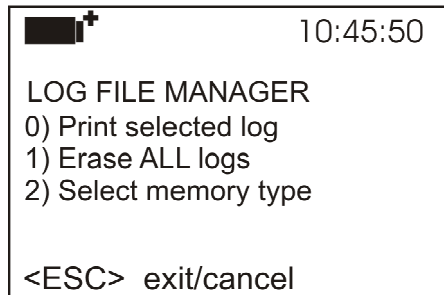 10:45:50
LOG FILE MANAGER
0) Print selected log
1) Erase ALL logs
2) Select memory type
<ESC> exit/cancel